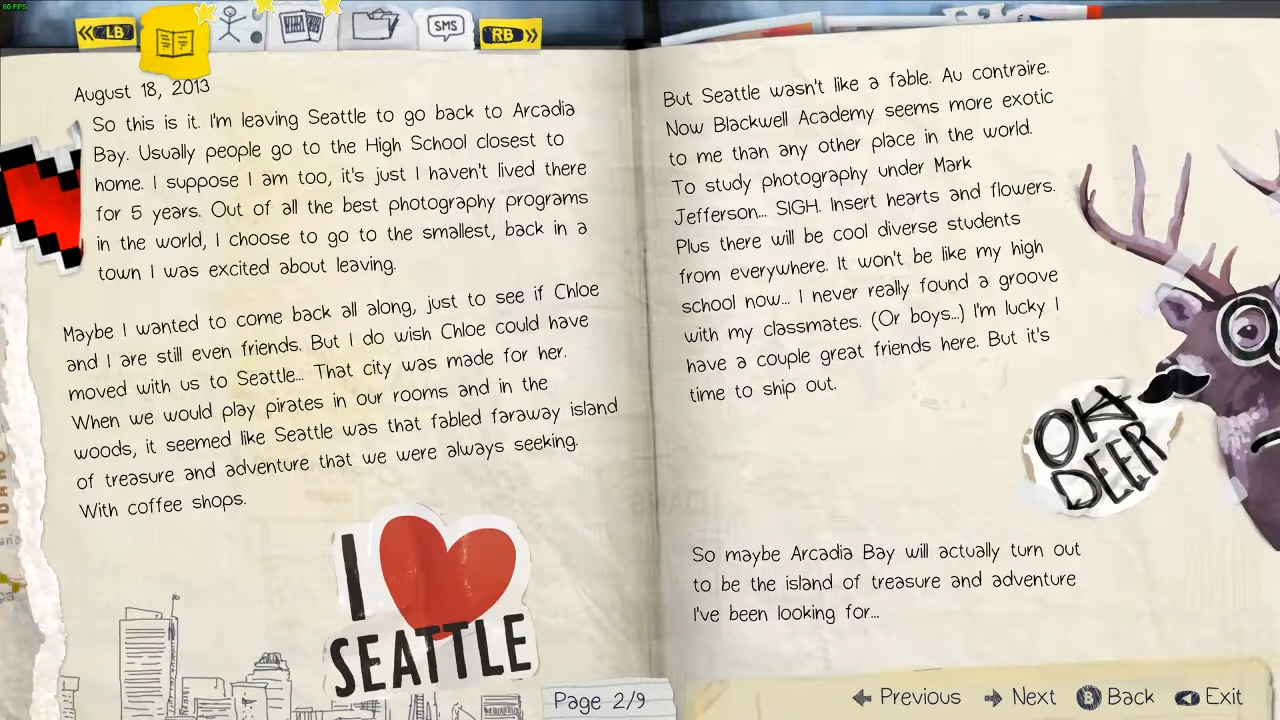 60 FPS
LB
SMS
RB
August 18, 2013
So this is it. I'm leaving Seattle to go back to Arcadia
Bay. Usually people go to the High School closest to
home. I suppose I am too, it's just I haven't lived there
for 5 years. Out of all the best photography programs
in the world, I choose to go to the smallest, back in a
town I was excited about leaving.
Maybe I wanted to come back all along, just to see if Chloe
and I are still even friends. But I do wish Chloe could have
moved with us to Seattle... That city was made for her.
When we would play pirates in our rooms and in the
woods, it seemed like Seattle was that fabled faraway island
of treasure and adventure that we were always seeking.
With coffee shops.
I
SEATTLE
But Seattle wasn't like a fable. Au contraire.
Now Blackwell Academy seems more exotic
to me than any other place in the world.
To study photography under Mark
Jefferson... SIGH. Insert hearts and flowers.
Plus there will be cool diverse students
from everywhere. It won't be like my high
school now... I never really found a groove
with my classmates. (Or boys...) I'm lucky I
have a couple great friends here. But it's
time to ship out.
OH
DEER
So maybe Arcadia Bay will actually turn out
to be the island of treasure and adventure
I've been looking for...
Page 2/9
Previous
Next
B Back
Exit